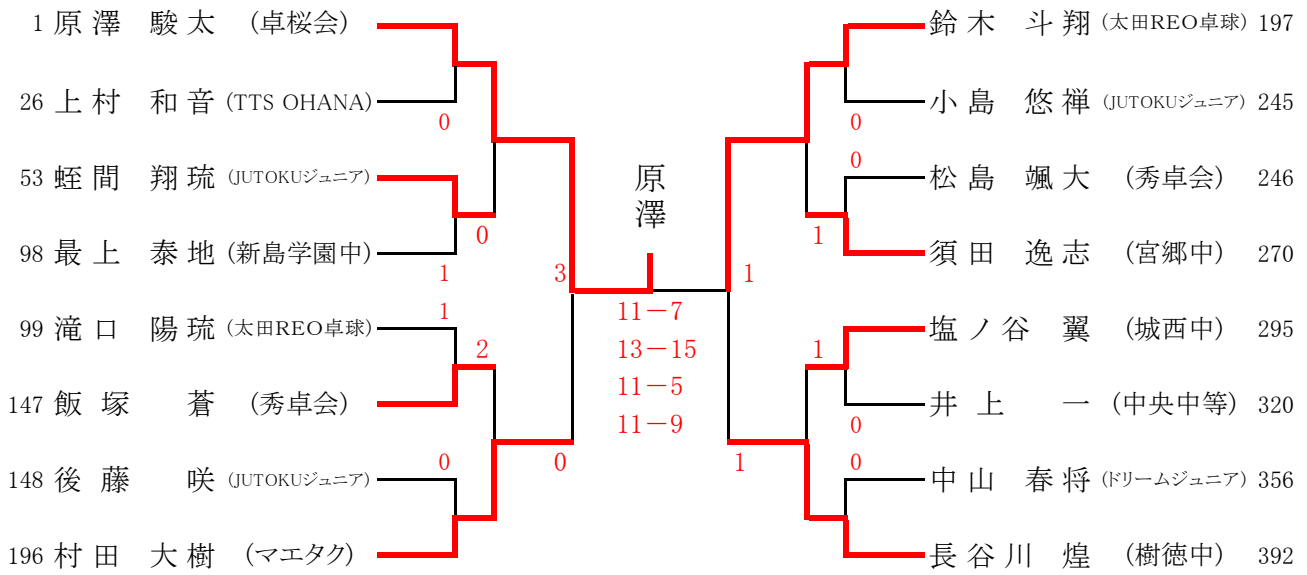 1 原澤 駿太 (卓桜会)
26 上村 和音 (TTS OHANA)
0
53 蛭間 翔琉 (JUTOKUジュニア)
0
98 最上 泰地 (新島学園中)
1
3
99 滝口 陽琉 (太田REO卓球)
1
2
147 飯塚 蒼 (秀卓会)
148 後藤 咲 (JUTOKUジュニア)
0
0
196 村田 大樹 (マエタク)
原澤
11-7
13-15
11-5
11-9
鈴木 斗翔 (太田REO卓球) 197
小島 悠禅 (JUTOKUジュニア) 245
0
0
松島 颯大 (秀卓会) 246
1
須田 逸志 (宮郷中) 270
1
塩ノ谷 翼 (城西中) 295
1
井上 一 (中央中等) 320
0
0
1
中山 春将 (ドリームジュニア) 356
長谷川 煌 (樹徳中) 392